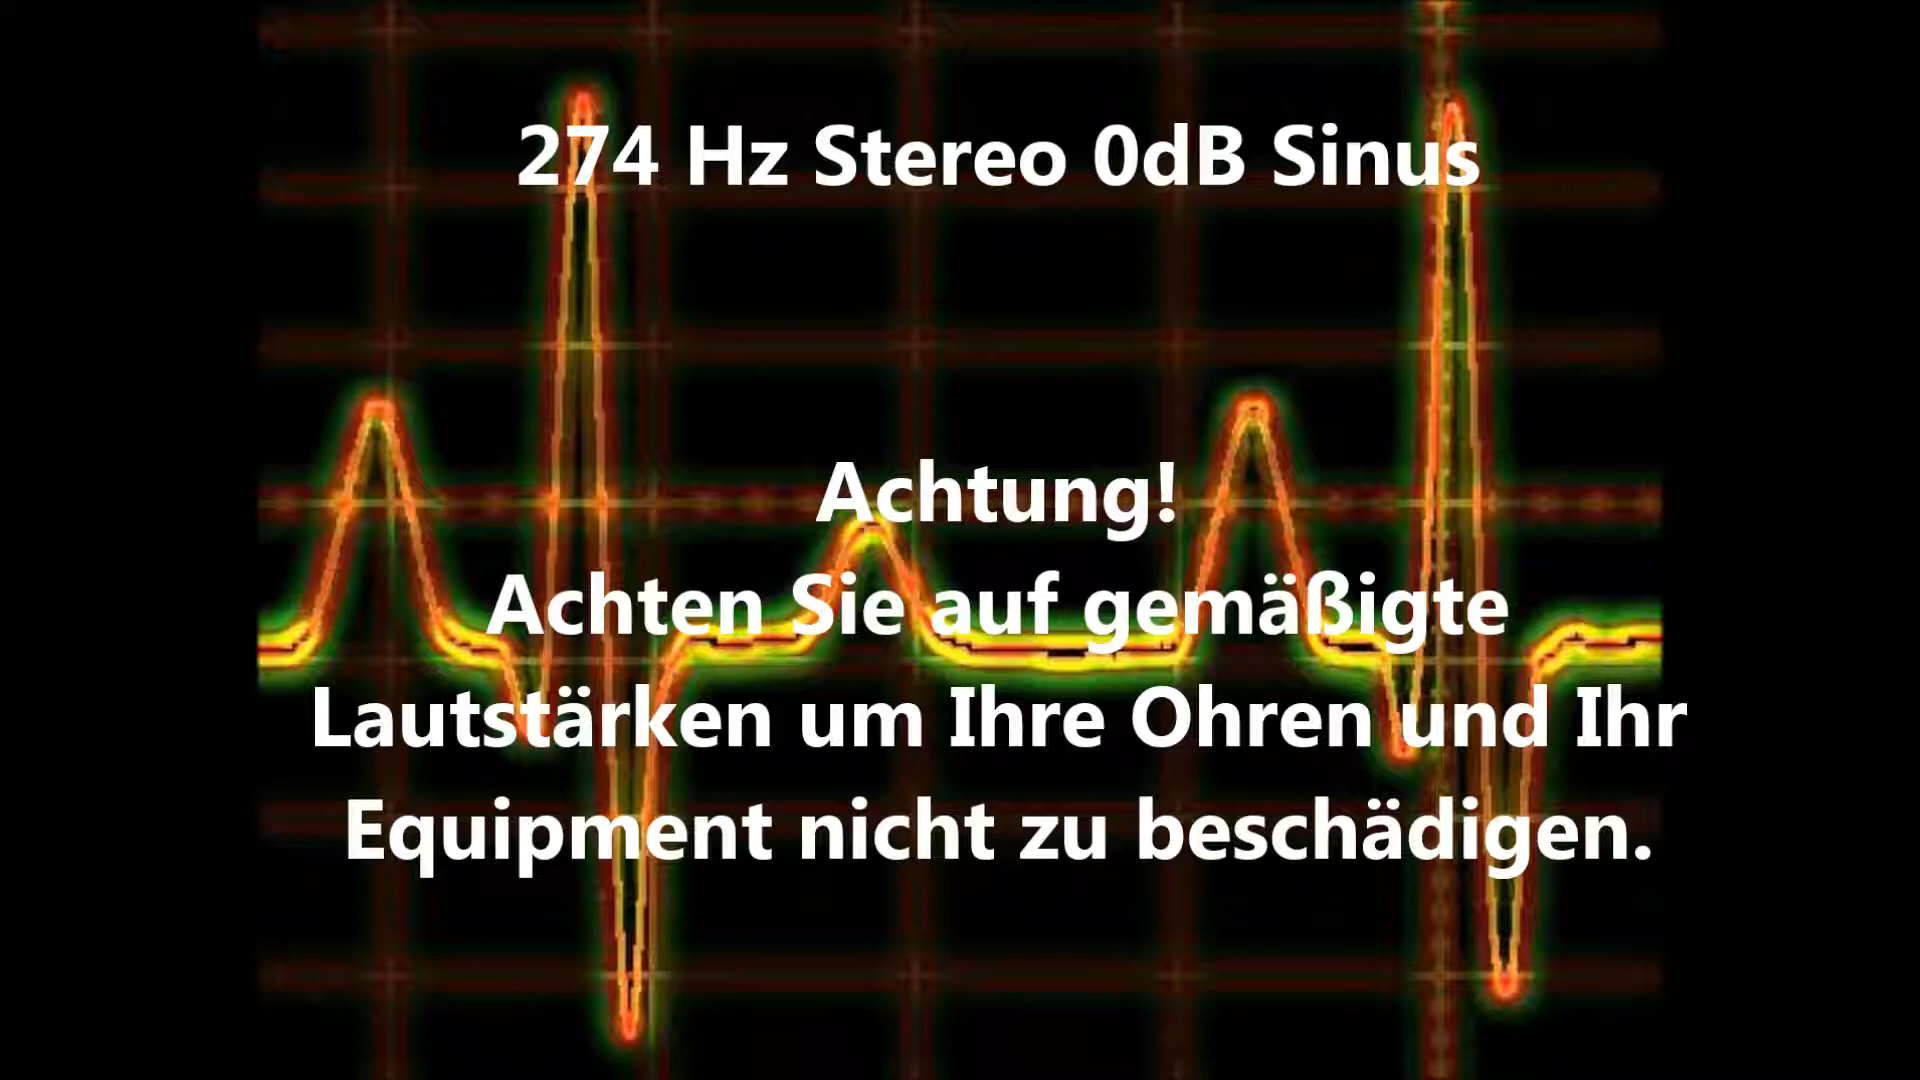 274 Hz Stereo 0dB Sinus
Achtung!
Achten Sie auf gemäßigte
Lautstärken um Ihre Ohren und Ihr
Equipment nicht zu beschädigen.